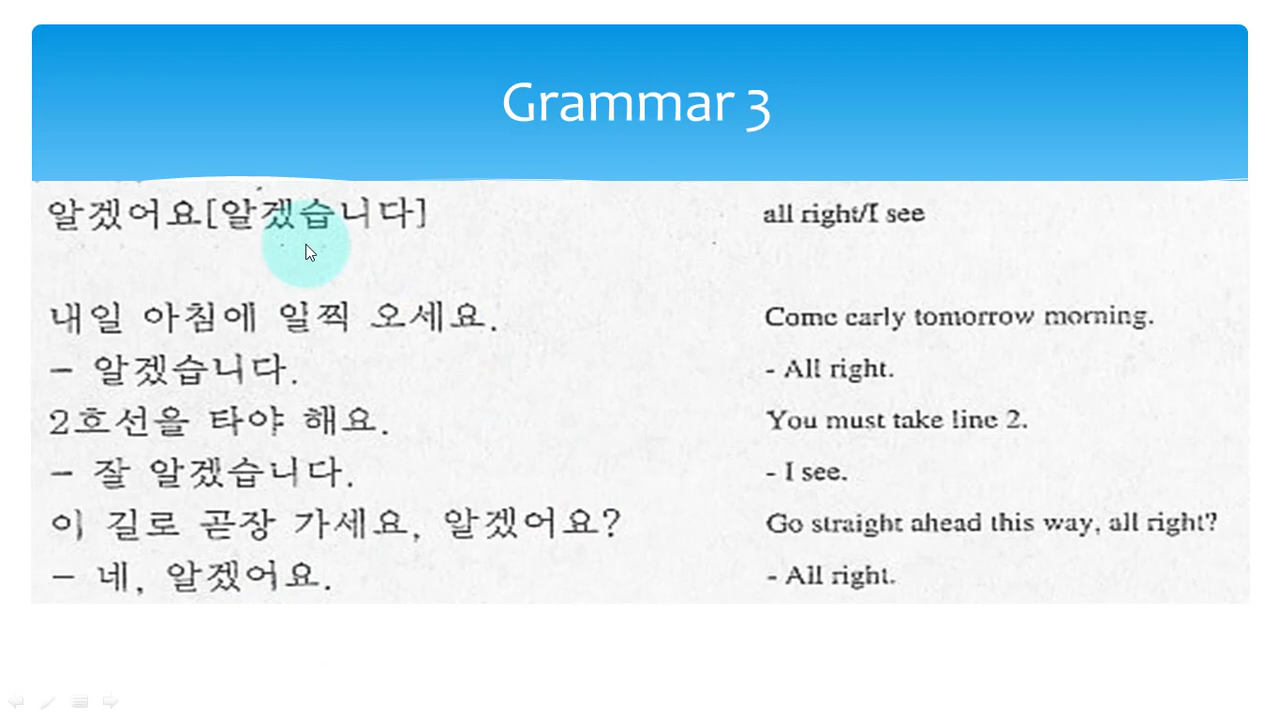 Grammar 3
알겠어요[알겠습니다] all right/I see
내일 아침에 일찍 오세요. Come early tomorrow morning.
- 알겠습니다. - All right.
2호선을 타야 해요. You must take line 2.
- 잘 알겠습니다. - I see.
이 길로 곧장 가세요, 알겠어요? Go straight ahead this way, all right?
- 네, 알겠어요. - All right.